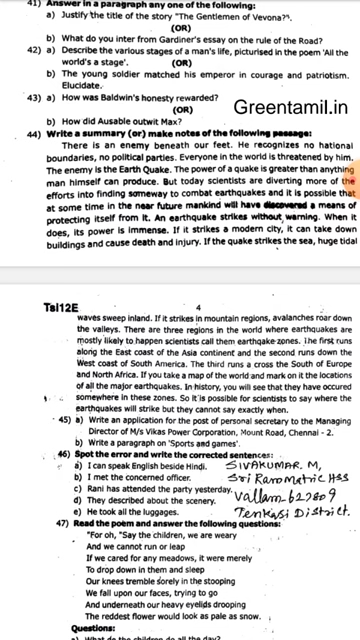 41) Answer in a paragraph any one of the following:
a) Justify the title of the story "The Gentlemen of Vevona?".
(OR)
b) What do you inter from Gardiner's essay on the rule of the Road?
42) a) Describe the various stages of a man's life, picturised in the poem 'All the
world's a stage'. (OR)
b) The young soldier matched his emperor in courage and patriotism.
Elucidate.
43) a) How was Baldwin's honesty rewarded?
(OR)
Greentamil.in
b) How did Ausable outwit Max?
44) Write a summary (or) make notes of the following passage:
There is an enemy beneath our feet. He recognizes no hational
boundaries, no political parties. Everyone in the world is threatened by him.
The enemy is the Earth Quake. The power of a quake is greater than anything
man himself can produce. But today scientists are diverting more of the
efforts into finding someway to combat earthquakes and it is possible that
at some time in the near future mankind will have discovered a means of
protecting itself from it. An earthquake strikes without warning. When it
does, its power is immense. If it strikes a modern city, it can take down
buildings and cause death and injury. If the quake strikes the sea, huge tidal
Tsi12E 4
waves sweep inland. If it strikes in mountain regions, avalanches roar down
the valleys. There are three regions in the world where earthquakes are
mostly likely to happen scientists call them earthqake zones. The first runs
along the East coast of the Asia continent and the second runs down the
West coast of South America. The third runs a cross the South of Europe
and North Africa. If you take a map of the world and mark on it the locations
of all the major earthquakes. In history, you will see that they have occured
somewhere in these zones. So it is possible for scientists to say where the
earthquakes will strike but they cannot say exactly when.
45) a) Write an application for the post of personal secretary to the Managing
Director of M/s Vikas Power Corporation, Mount Road, Chennai - 2.
b) Write a paragraph on 'Sports and games'.
46) Spot the error and write the corrected sentences:
a) I can speak English beside Hindi. SIVAKUMAR. M,
b) I met the concerned officer. Sri Ram Matric HSS
c) Rani has attended the party yesterday. Vallam-627809
d) They described about the scenery. Tenkasi District.
e) He took all the luggages.
47) Read the poem and answer the following questions:
"For oh, "Say the children, we are weary
And we cannot run or leap
If we cared for any meadows, it were merely
To drop down in them and sleep
Our knees tremble sorely in the stooping
We fall upon our faces, trying to go
And underneath our heavy eyelids drooping
The reddest flower would look as pale as snow.
Questions:
a) What do the children do all the day?